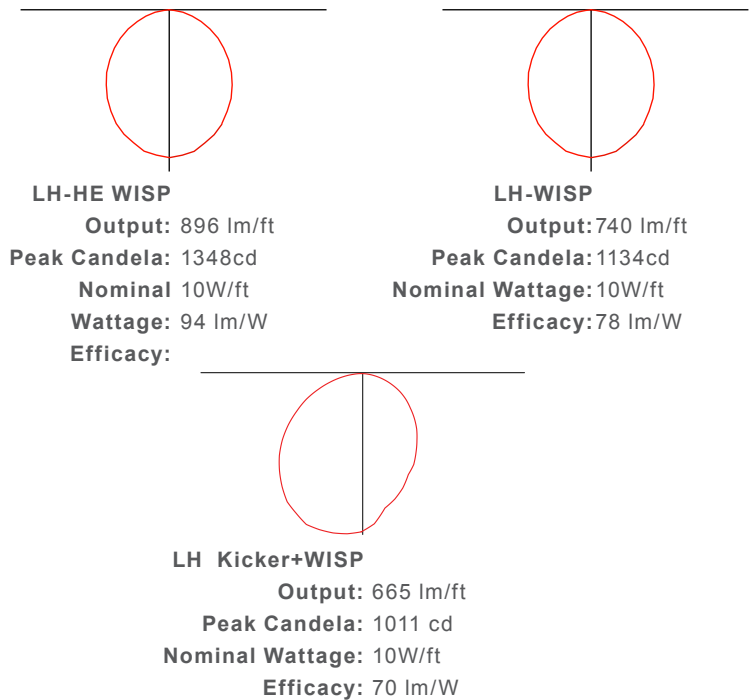 LH-HE WISP
Output: 896 lm/ft
Peak Candela: 1348cd
Nominal 10W/ft
Wattage: 94 lm/W
Efficacy:
LH-WISP
Output: 740 lm/ft
Peak Candela: 1134cd
Nominal Wattage: 10W/ft
Efficacy: 78 lm/W
LH Kicker+WISP
Output: 665 lm/ft
Peak Candela: 1011 cd
Nominal Wattage: 10W/ft
Efficacy: 70 lm/W